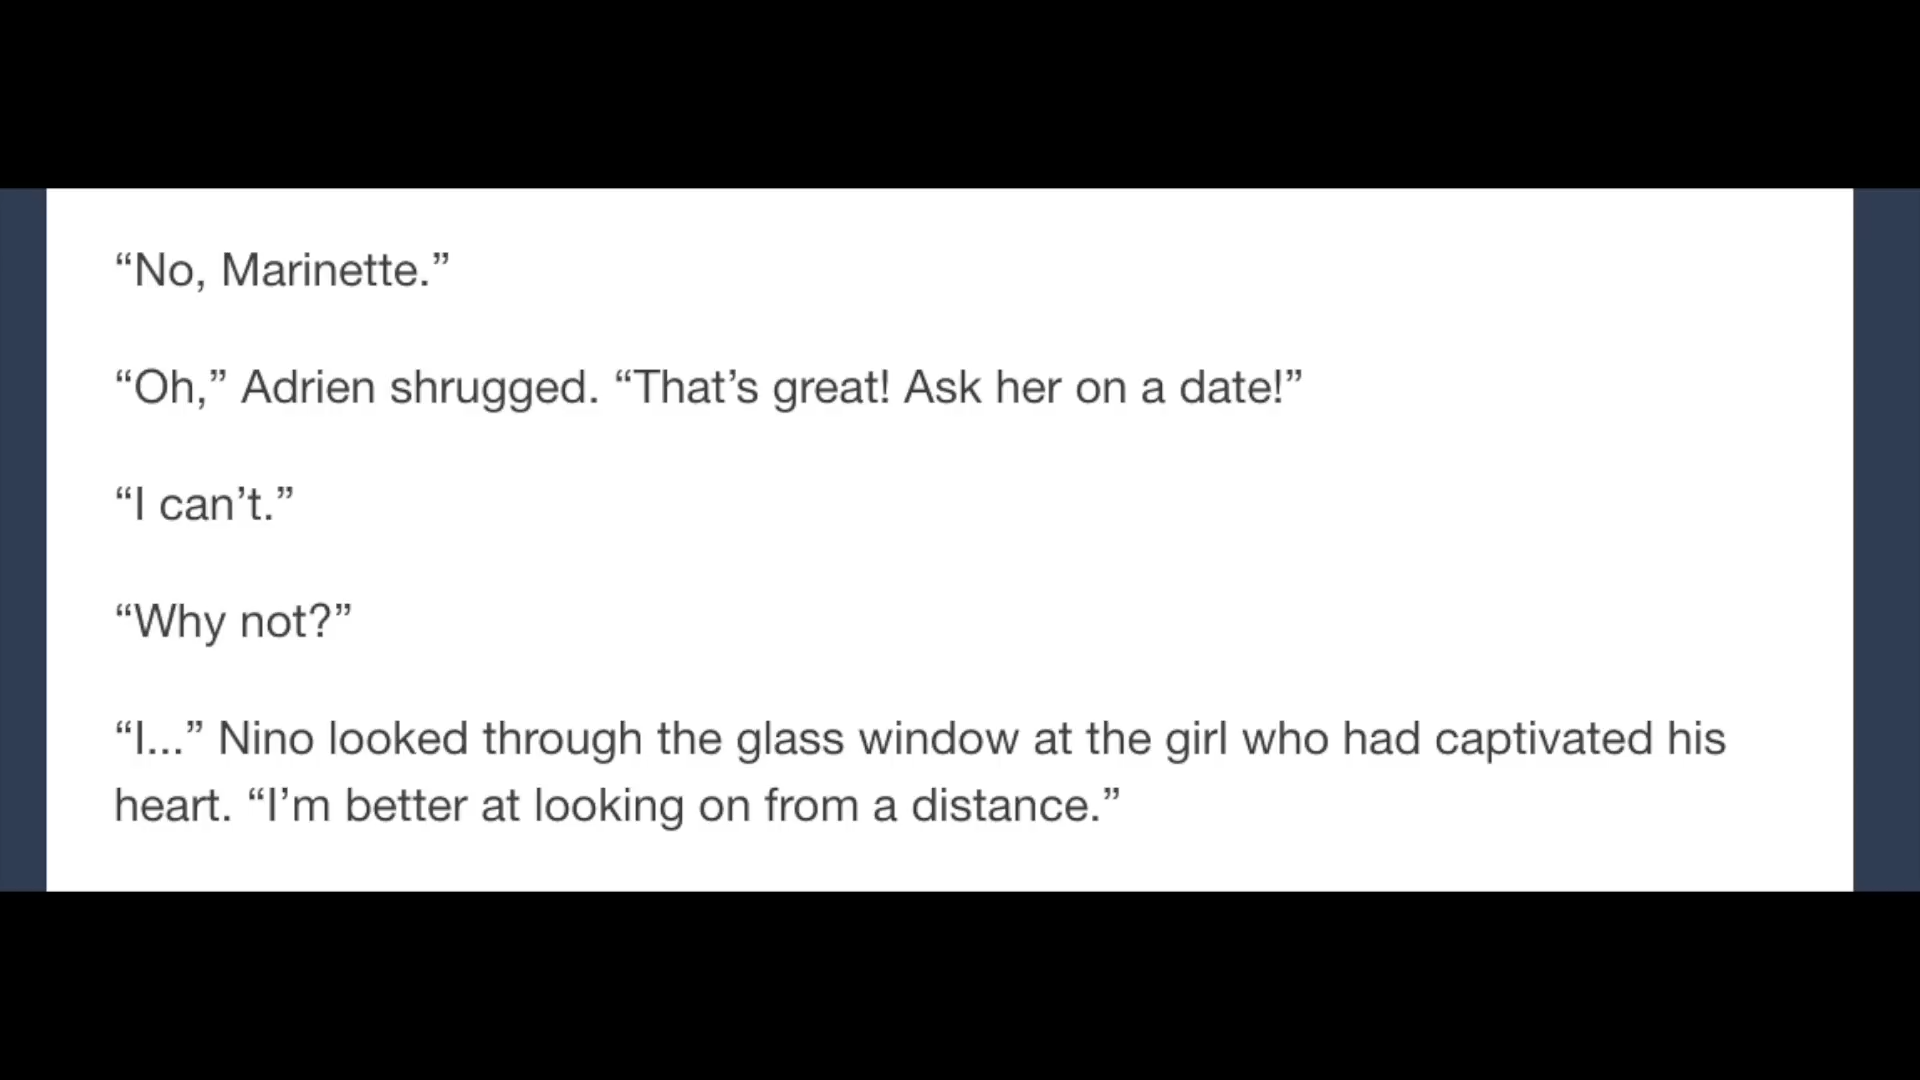 “No, Marinette.”
“Oh,” Adrien shrugged. “That’s great! Ask her on a date!”
“I can’t.”
“Why not?”
“I...” Nino looked through the glass window at the girl who had captivated his
heart. “I’m better at looking on from a distance.”